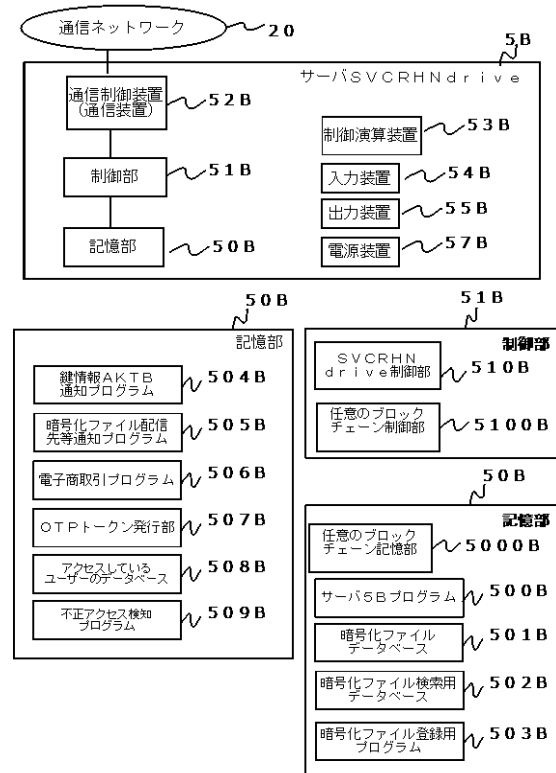 通信ネットワーク
20
5B
サーバSVCRHNdrive
通信制御装置
(通信装置)
52B
制御部
51B
記憶部
50B
制御演算装置
53B
入力装置
54B
出力装置
55B
電源装置
57B
50B
記憶部
鍵情報AKTB
通知プログラム
504B
暗号化ファイル配信
先等通知プログラム
505B
電子商取引プログラム
506B
OTPトークン発行部
507B
アクセスしている
ユーザーのデータベース
508B
不正アクセス検知
プログラム
509B
51B
制御部
SVCRHN
drive制御部
510B
任意のブロック
チェーン制御部
5100B
50B
記憶部
任意のブロック
チェーン記憶部
5000B
サーバ5Bプログラム
500B
暗号化ファイル
データベース
501B
暗号化ファイル検索用
データベース
502B
暗号化ファイル登録用
プログラム
503B